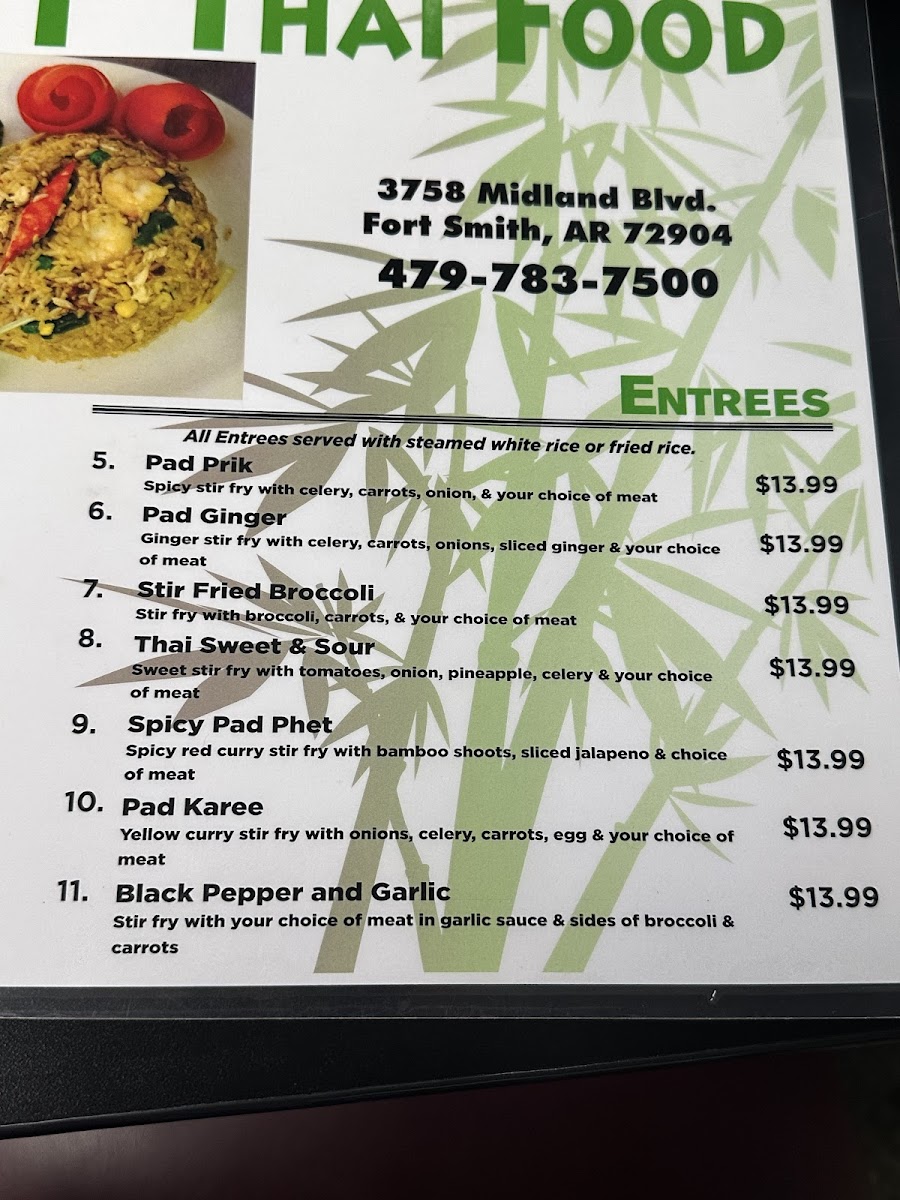 Thai Food
3758 Midland Blvd.
Fort Smith, AR 72904
479-783-7500
Entrees
All Entrees served with steamed white rice or fried rice.
5. Pad Prik
Spicy stir fry with celery, carrots, onion, & your choice of meat $13.99
6. Pad Ginger
Ginger stir fry with celery, carrots, onions, sliced ginger & your choice $13.99
of meat
7. Stir Fried Broccoli $13.99
Stir fry with broccoli, carrots, & your choice of meat
8. Thai Sweet & Sour
Sweet stir fry with tomatoes, onion, pineapple, celery & your choice $13.99
of meat
9. Spicy Pad Phet
Spicy red curry stir fry with bamboo shoots, sliced jalapeno & choice $13.99
of meat
10. Pad Karee
Yellow curry stir fry with onions, celery, carrots, egg & your choice of $13.99
meat
11. Black Pepper and Garlic $13.99
Stir fry with your choice of meat in garlic sauce & sides of broccoli &
carrots